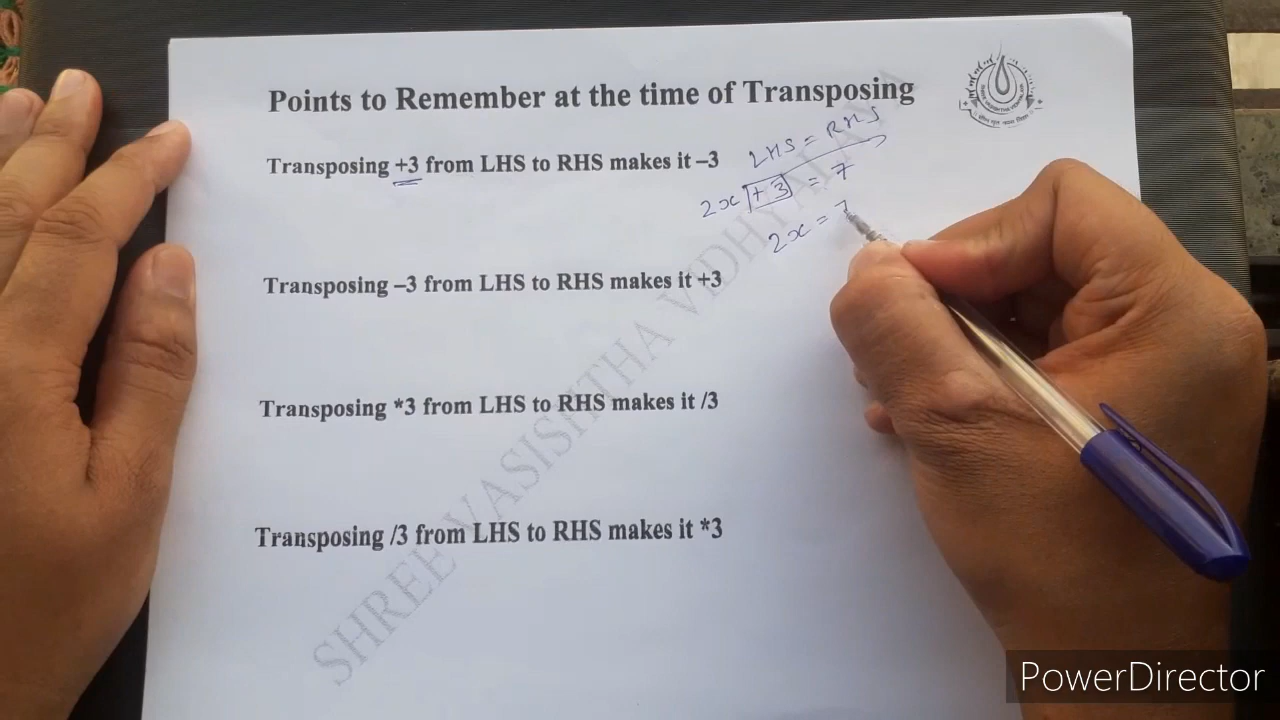 Points to Remember at the time of Transposing
LHS = RHS
Transposing +3 from LHS to RHS makes it –3
2x + 3 = 7
2x = 7
Transposing –3 from LHS to RHS makes it +3
Transposing *3 from LHS to RHS makes it /3
Transposing /3 from LHS to RHS makes it *3
SHREE VASISHTHA VIDHYALAYA
PowerDirector